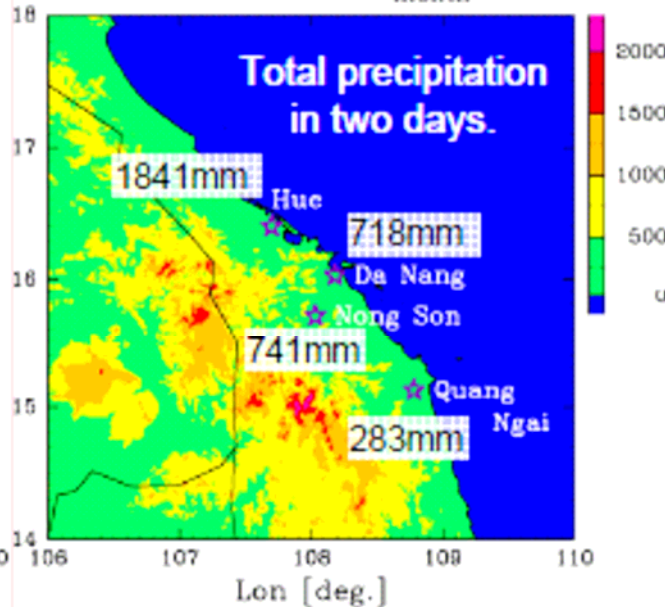 18
Total precipitation
in two days.
2000
17
1500
1841mm
1000
Hue
718mm
500
16
Da Nang
0
Nong Son
741mm
15
Quang
Ngai
283mm
14
106
107
108
109
110
Lon [deg.]